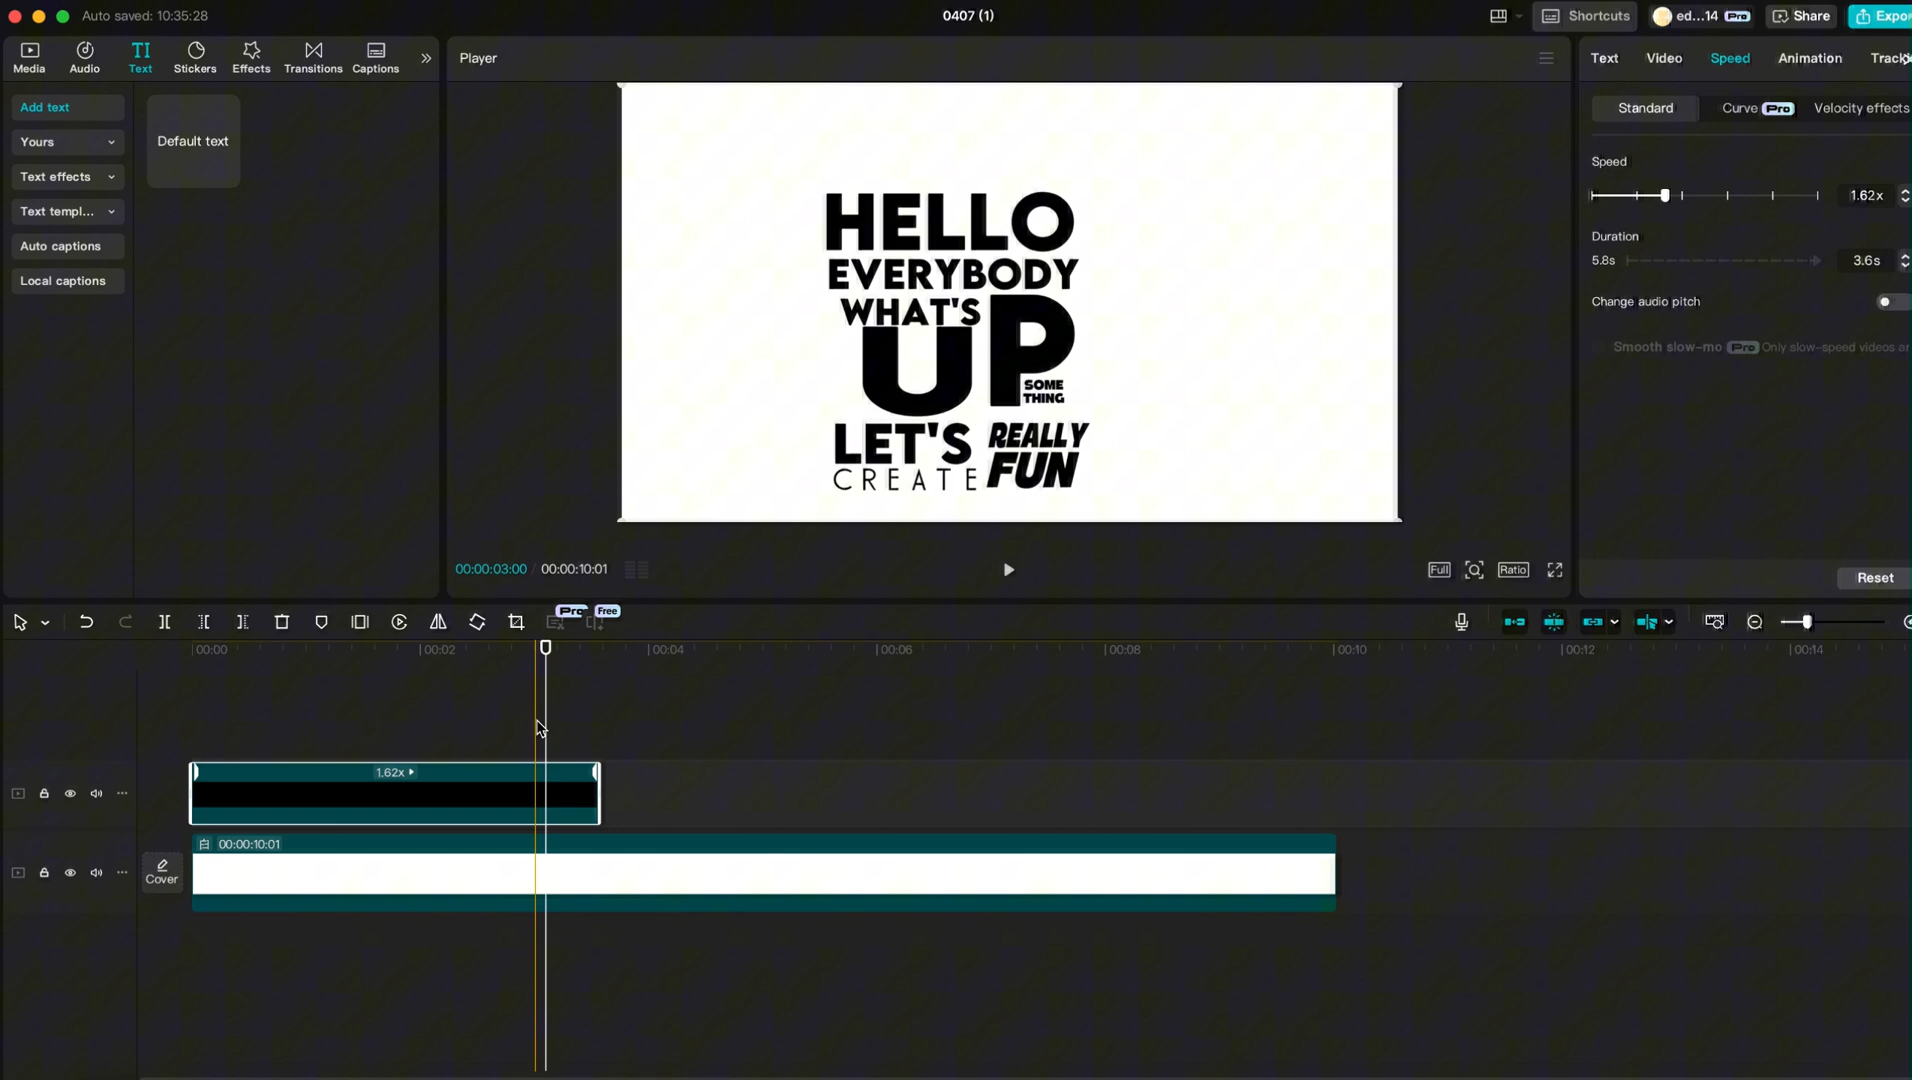 Auto saved: 10:35:28
0407 (1)
Shortcuts
ed...14
Pro
Share
Expor
Media
Audio
TI
Text
Stickers
Effects
Transitions
Captions
Player
Text
Video
Speed
Animation
Track
Add text
Yours
Text effects
Text templ...
Auto captions
Local captions
Default text
HELLO
EVERYBODY
WHAT'S
UP
SOME
THING
LET'S
CREATE
REALLY
FUN
Standard
Curve
Pro
Velocity effects
Speed
1.62x
Duration
5.8s
3.6s
Change audio pitch
Smooth slow-mo
Pro
Only slow-speed videos ar
Reset
00:00:03:00 / 00:00:10:01
Full
Ratio
Pro
Free
00:00
00:02
00:04
00:06
00:08
00:10
00:12
00:14
1.62x
Cover
白
00:00:10:01